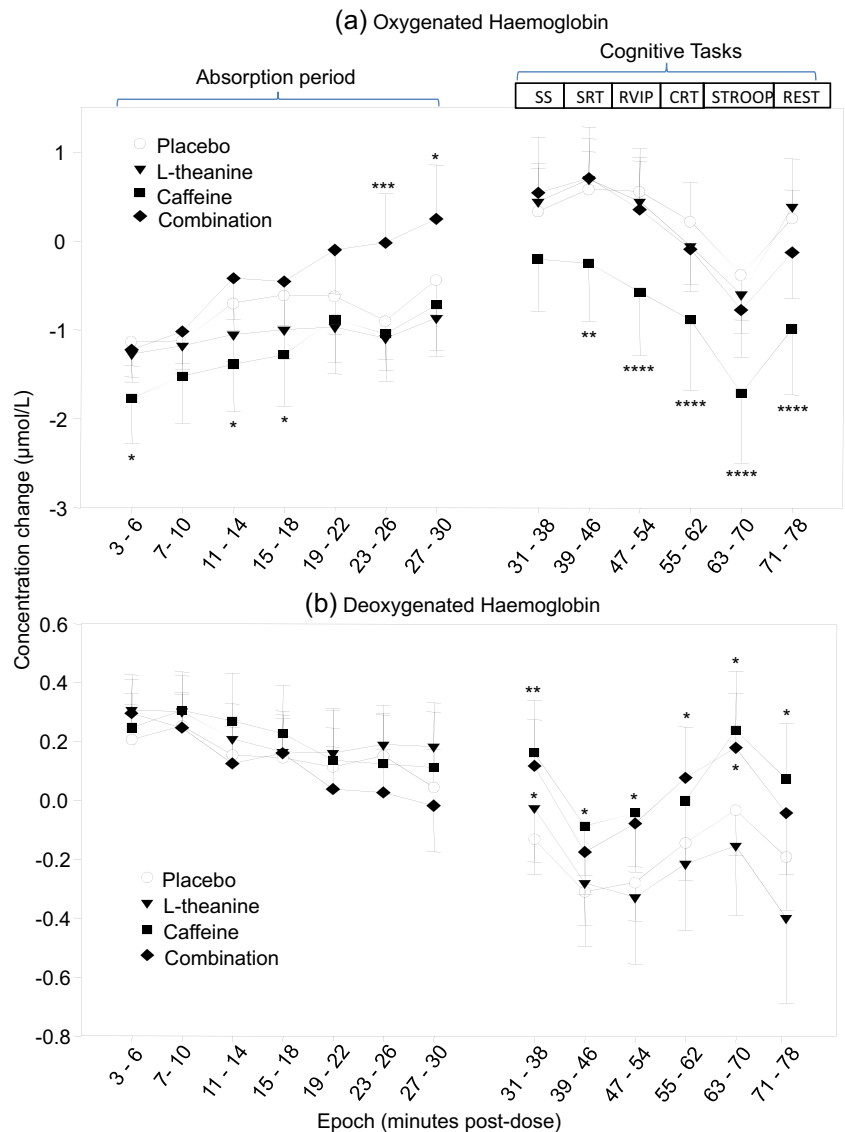 (a) Oxygenated Haemoglobin
Absorption period
Cognitive Tasks
SS SRT RVIP CRT STROOP REST
Placebo
L-theanine
Caffeine
Combination
1
0
-1
-2
-3
*
***
*
*
*
**
****
****
****
****
3 - 6
7- 10
11 - 14
15 - 18
19 - 22
23 - 26
27 - 30
31 - 38
39 - 46
47 - 54
55 - 62
63 - 70
71 - 78
Concentration change (µmol/L)
(b) Deoxygenated Haemoglobin
0.6
0.4
0.2
0.0
-0.2
-0.4
-0.6
-0.8
**
*
*
*
*
*
*
*
Placebo
L-theanine
Caffeine
Combination
3 - 6
7 - 10
11 - 14
15 - 18
19 - 22
23 - 26
27 - 30
31 - 38
39 - 46
47 - 54
55 - 62
63 - 70
71 - 78
Epoch (minutes post-dose)